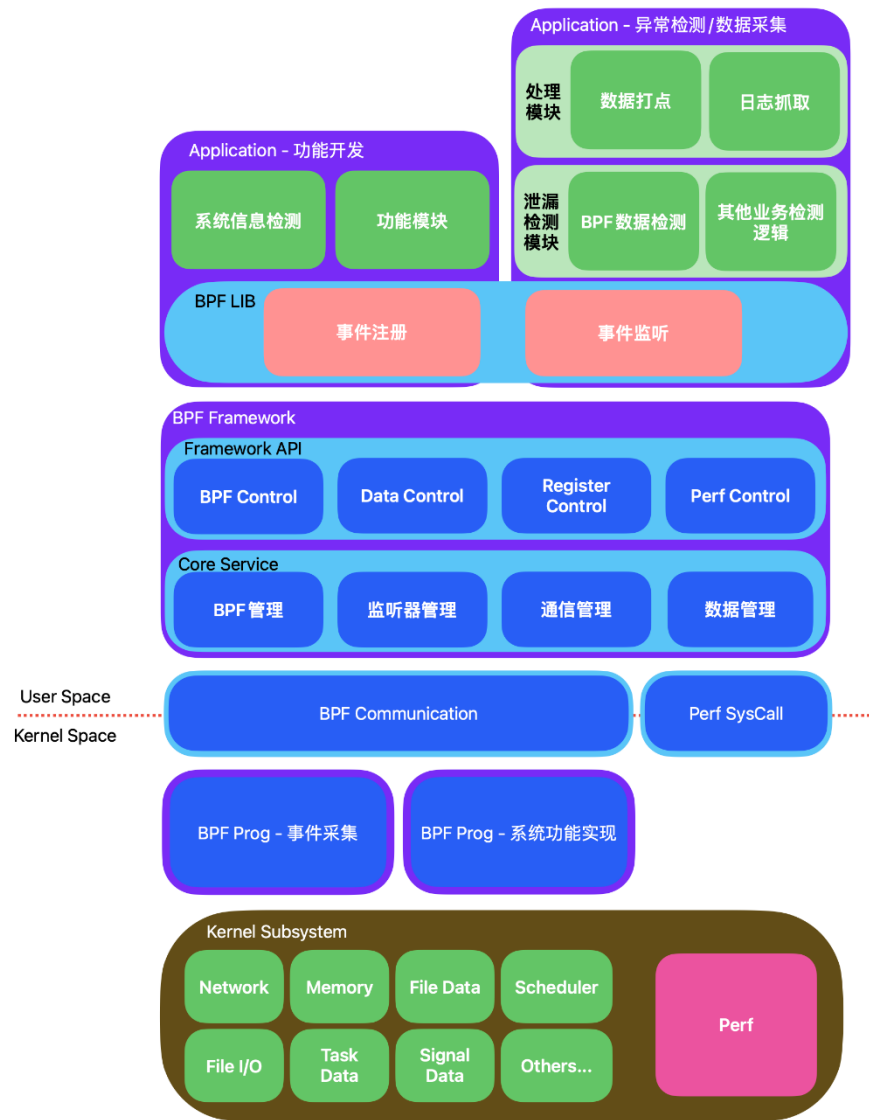 Application - 异常检测/数据采集
处理
模块
数据打点
日志抓取
Application - 功能开发
系统信息检测
功能模块
泄漏
检测
模块
BPF数据检测
其他业务检测
逻辑
BPF LIB
事件注册
事件监听
BPF Framework
Framework API
BPF Control
Data Control
Register
Control
Perf Control
Core Service
BPF管理
监听器管理
通信管理
数据管理
User Space
Kernel Space
BPF Communication
Perf SysCall
BPF Prog - 事件采集
BPF Prog - 系统功能实现
Kernel Subsystem
Network
Memory
File Data
Scheduler
File I/O
Task
Data
Signal
Data
Others...
Perf